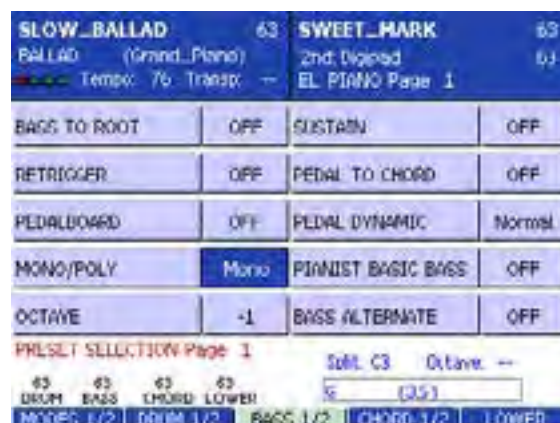 SLOW_BALLAD 63
BALLAD (Grand_Piano)
Tempo: 76 Transp: --
SWEET_MARK 63
2nd: Digipad 63
EL PIANO Page 1
BASS TO ROOT OFF SUSTAIN OFF
RETRIGGER OFF PEDAL TO CHORD OFF
PEDALBOARD OFF PEDAL DYNAMIC Normal
MONO/POLY Mono PIANIST BASIC BASS OFF
OCTAVE -1 BASS ALTERNATE OFF
PRESET SELECTION Page 1
Split: C3 Octave: --
63 63 63 63
DRUM BASS CHORD LOWER
MODES 1/2 DRUM 1/2 BASS 1/2 CHORD 1/2 LOWER